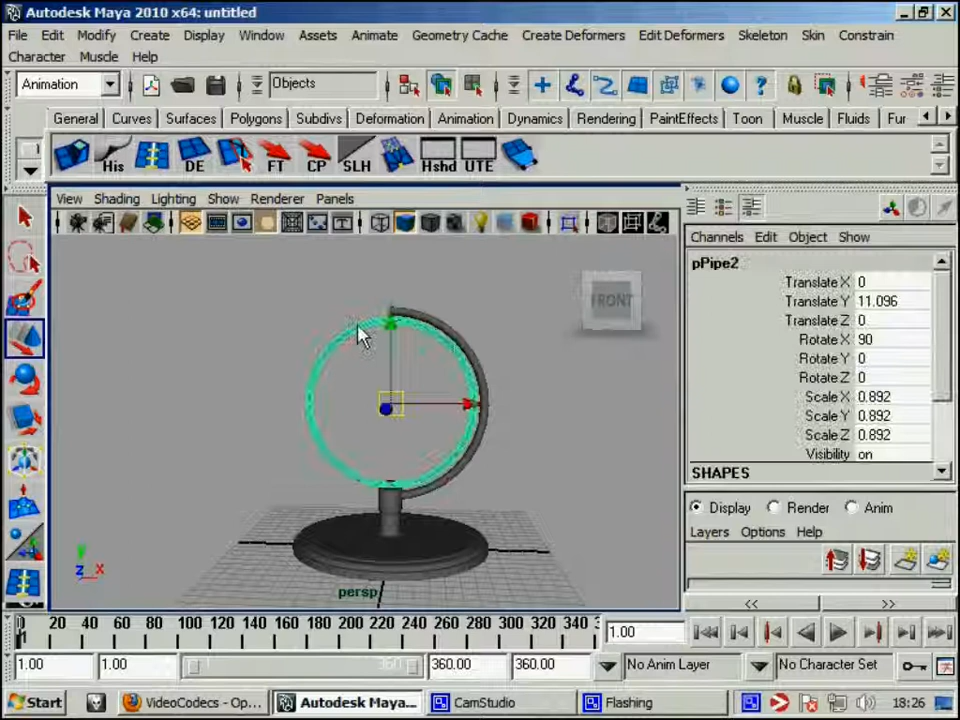 Autodesk Maya 2010 x64: untitled
File Edit Modify Create Display Window Assets Animate Geometry Cache Create Deformers Edit Deformers Skeleton Skin Constrain
Character Muscle Help
Animation Objects
General Curves Surfaces Polygons Subdivs Deformation Animation Dynamics Rendering PaintEffects Toon Muscle Fluids Fur
His DE FT CP SLH Hshd UTE
View Shading Lighting Show Renderer Panels
Channels Edit Object Show
pPipe2
Translate X 0
Translate Y 11.096
Translate Z 0
Rotate X 90
Rotate Y 0
Rotate Z 0
Scale X 0.892
Scale Y 0.892
Scale Z 0.892
Visibility on
SHAPES
FRONT
y
z x
persp
Display Render Anim
Layers Options Help
<< >>
1 20 40 60 80 100 120 140 160 180 200 220 240 260 280 300 320 340 1.00
1.00 1.00 360 360.00 360.00 No Anim Layer No Character Set
Start VideoCodecs - Op... Autodesk Maya... CamStudio Flashing 18:26